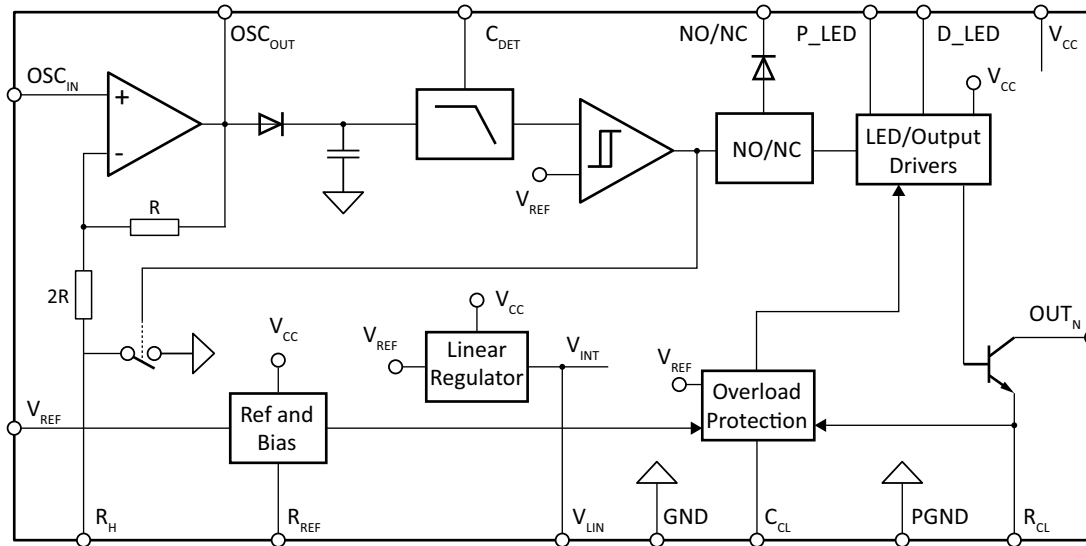 OSC_OUT
C_DET
NO/NC
P_LED
D_LED
V_CC
OSC_IN
+
-
V_CC
NO/NC
LED/Output
Drivers
V_REF
R
2R
V_CC
V_CC
V_REF
Linear
Regulator
V_INT
V_REF
OUT_N
V_REF
Ref and
Bias
Overload
Protection
R_H
R_REF
V_LIN
GND
C_CL
PGND
R_CL